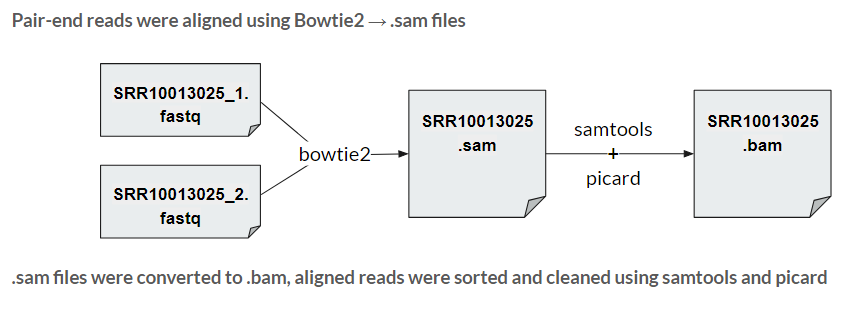 Pair-end reads were aligned using Bowtie2 → .sam files
SRR10013025_1.
fastq
SRR10013025_2.
fastq
bowtie2
SRR10013025
.sam
samtools
+
picard
SRR10013025
.bam
.sam files were converted to .bam, aligned reads were sorted and cleaned using samtools and picard